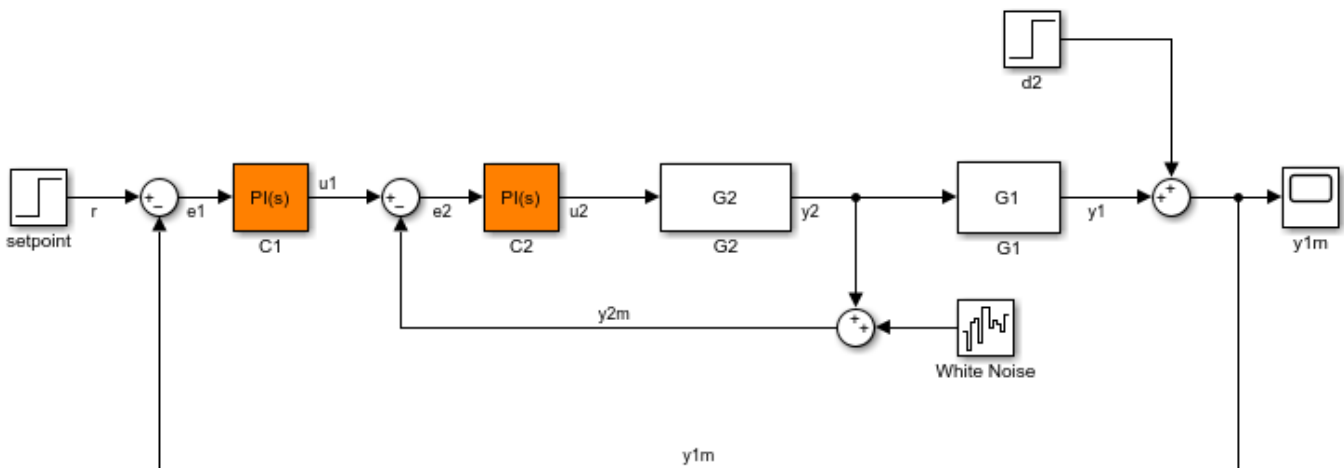 d2
setpoint
r
+
−
e1
PI(s)
C1
u1
+
−
e2
PI(s)
C2
u2
G2
G2
y2
G1
G1
y1
+
+
y1m
y2m
+
+
White Noise
y1m